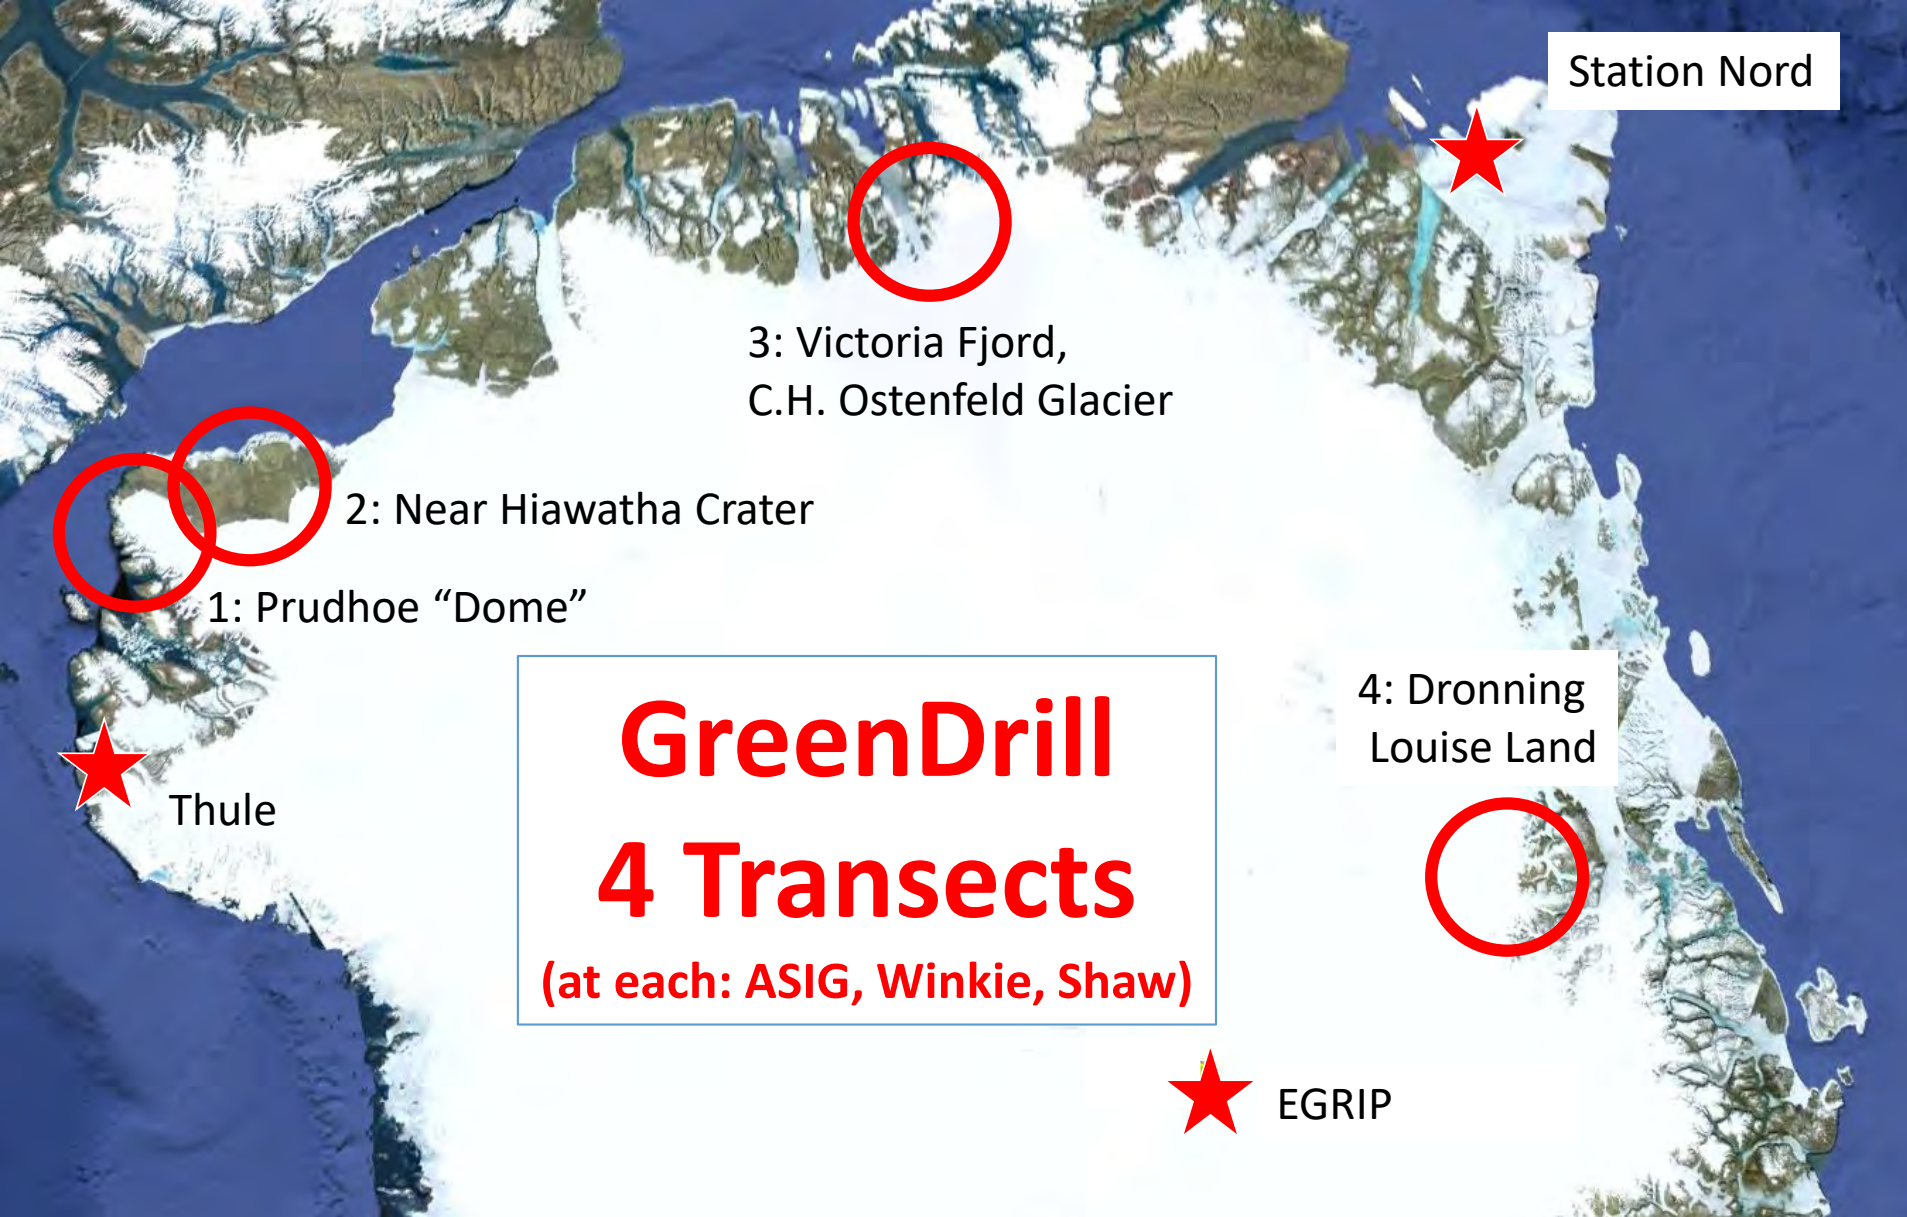 Station Nord
3: Victoria Fjord,
C.H. Ostenfeld Glacier
2: Near Hiawatha Crater
1: Prudhoe “Dome”
GreenDrill
4 Transects
(at each: ASIG, Winkie, Shaw)
4: Dronning
Louise Land
Thule
EGRIP